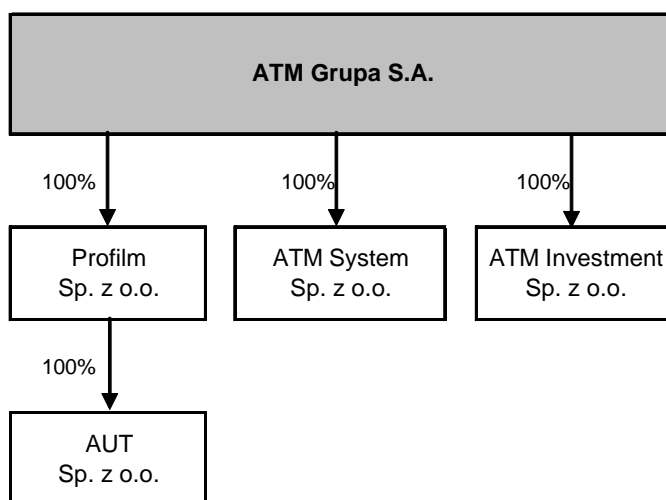 ATM Grupa S.A.
100%
100%
100%
Profilm
Sp. z o.o.
ATM System
Sp. z o.o.
ATM Investment
Sp. z o.o.
100%
AUT
Sp. z o.o.